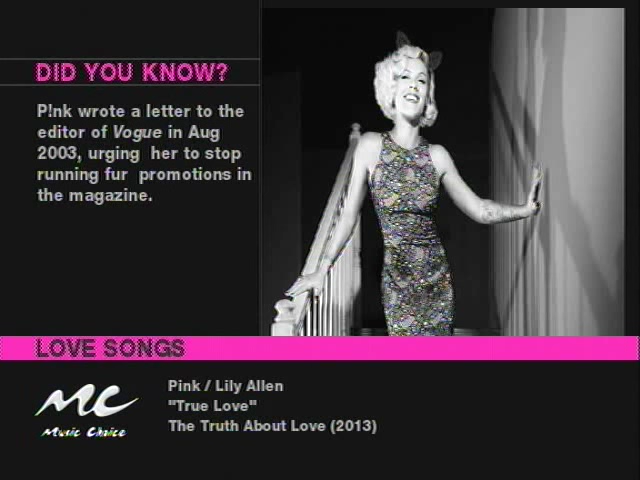 DID YOU KNOW?
P!nk wrote a letter to the
editor of Vogue in Aug
2003, urging  her to stop
running fur  promotions in
the magazine.
LOVE SONGS
MC
Music Choice
Pink / Lily Allen
"True Love"
The Truth About Love (2013)